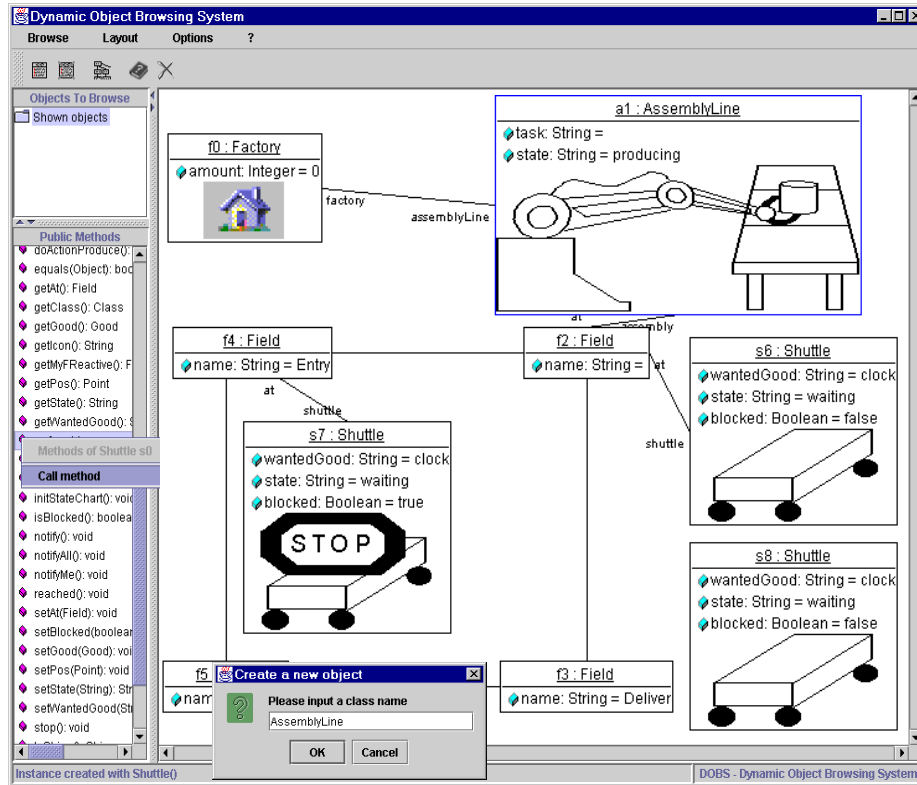 Dynamic Object Browsing System
Browse Layout Options ?
Objects To Browse
Shown objects
Public Methods
doActionProduce():
equals(Object): boo
getAt(): Field
getClass(): Class
getGood(): Good
getIcon(): String
getMyFReactive(): F
getPos(): Point
getState(): String
getWantedGood(): S
Methods of Shuttle s0
Call method
initStateChart(): void
isBlocked(): boolea
notify(): void
notifyAll(): void
notifyMe(): void
reached(): void
setAt(Field): void
setBlocked(boolear
setGood(Good): voi
setPos(Point): void
setState(String): Str
setWantedGood(Str
stop(): void
f0 : Factory
amount: Integer = 0
factory
assemblyLine
a1 : AssemblyLine
task: String =
state: String = producing
at
assembly
f4 : Field
name: String = Entry
at
shuttle
f2 : Field
name: String =
at
shuttle
s7 : Shuttle
wantedGood: String = clock
state: String = waiting
blocked: Boolean = true
STOP
s6 : Shuttle
wantedGood: String = clock
state: String = waiting
blocked: Boolean = false
s8 : Shuttle
wantedGood: String = clock
state: String = waiting
blocked: Boolean = false
f5
nam
f3 : Field
name: String = Deliver
Create a new object
Please input a class name
AssemblyLine
OK Cancel
Instance created with Shuttle()
DOBS - Dynamic Object Browsing System